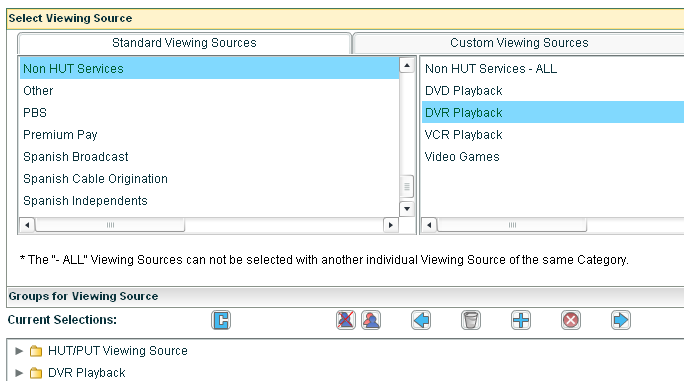 Select Viewing Source
Standard Viewing Sources
Custom Viewing Sources
Non HUT Services
Other
PBS
Premium Pay
Spanish Broadcast
Spanish Cable Origination
Spanish Independents
Non HUT Services - ALL
DVD Playback
DVR Playback
VCR Playback
Video Games
* The "- ALL" Viewing Sources can not be selected with another individual Viewing Source of the same Category.
Groups for Viewing Source
Current Selections:
HUT/PUT Viewing Source
DVR Playback